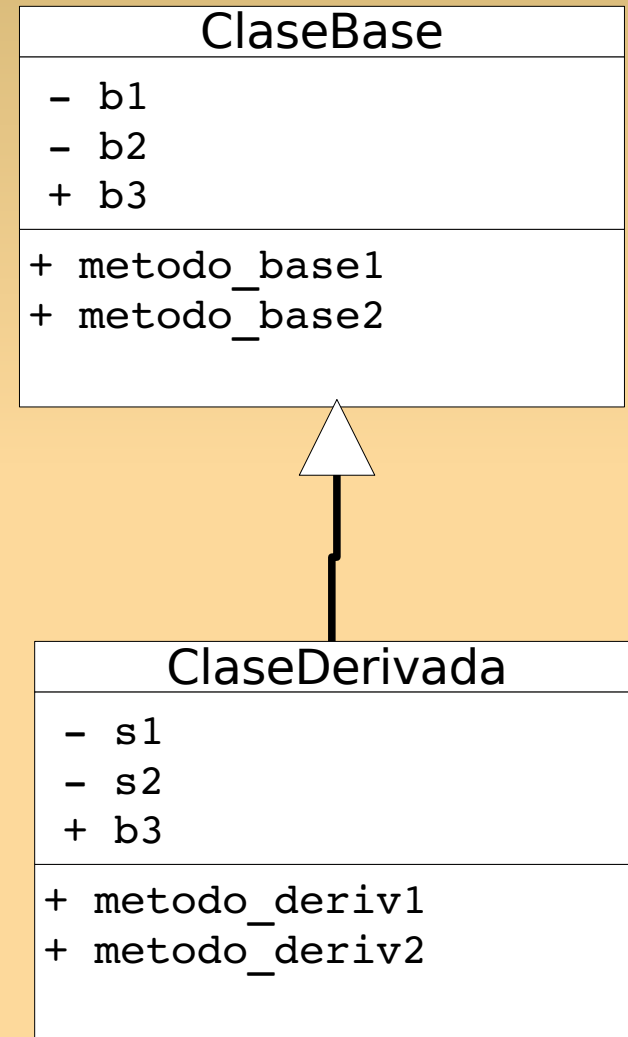 ClaseBase
- b1
- b2
+ b3
+ metodo_base1
+ metodo_base2
ClaseDerivada
- s1
- s2
+ b3
+ metodo_deriv1
+ metodo_deriv2